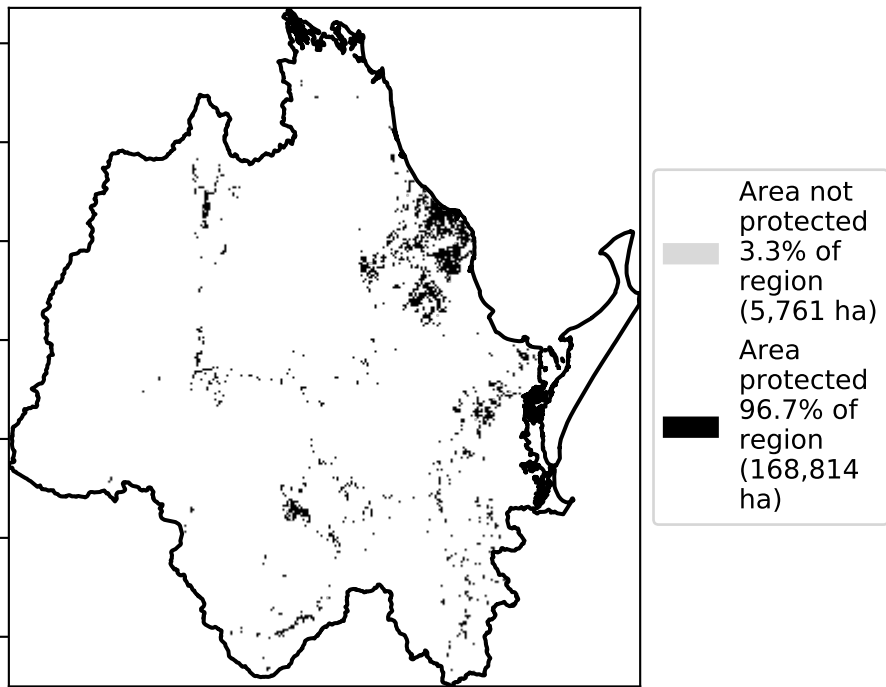 Area not
protected
3.3% of
region
(5,761 ha)
Area
protected
96.7% of
region
(168,814
ha)